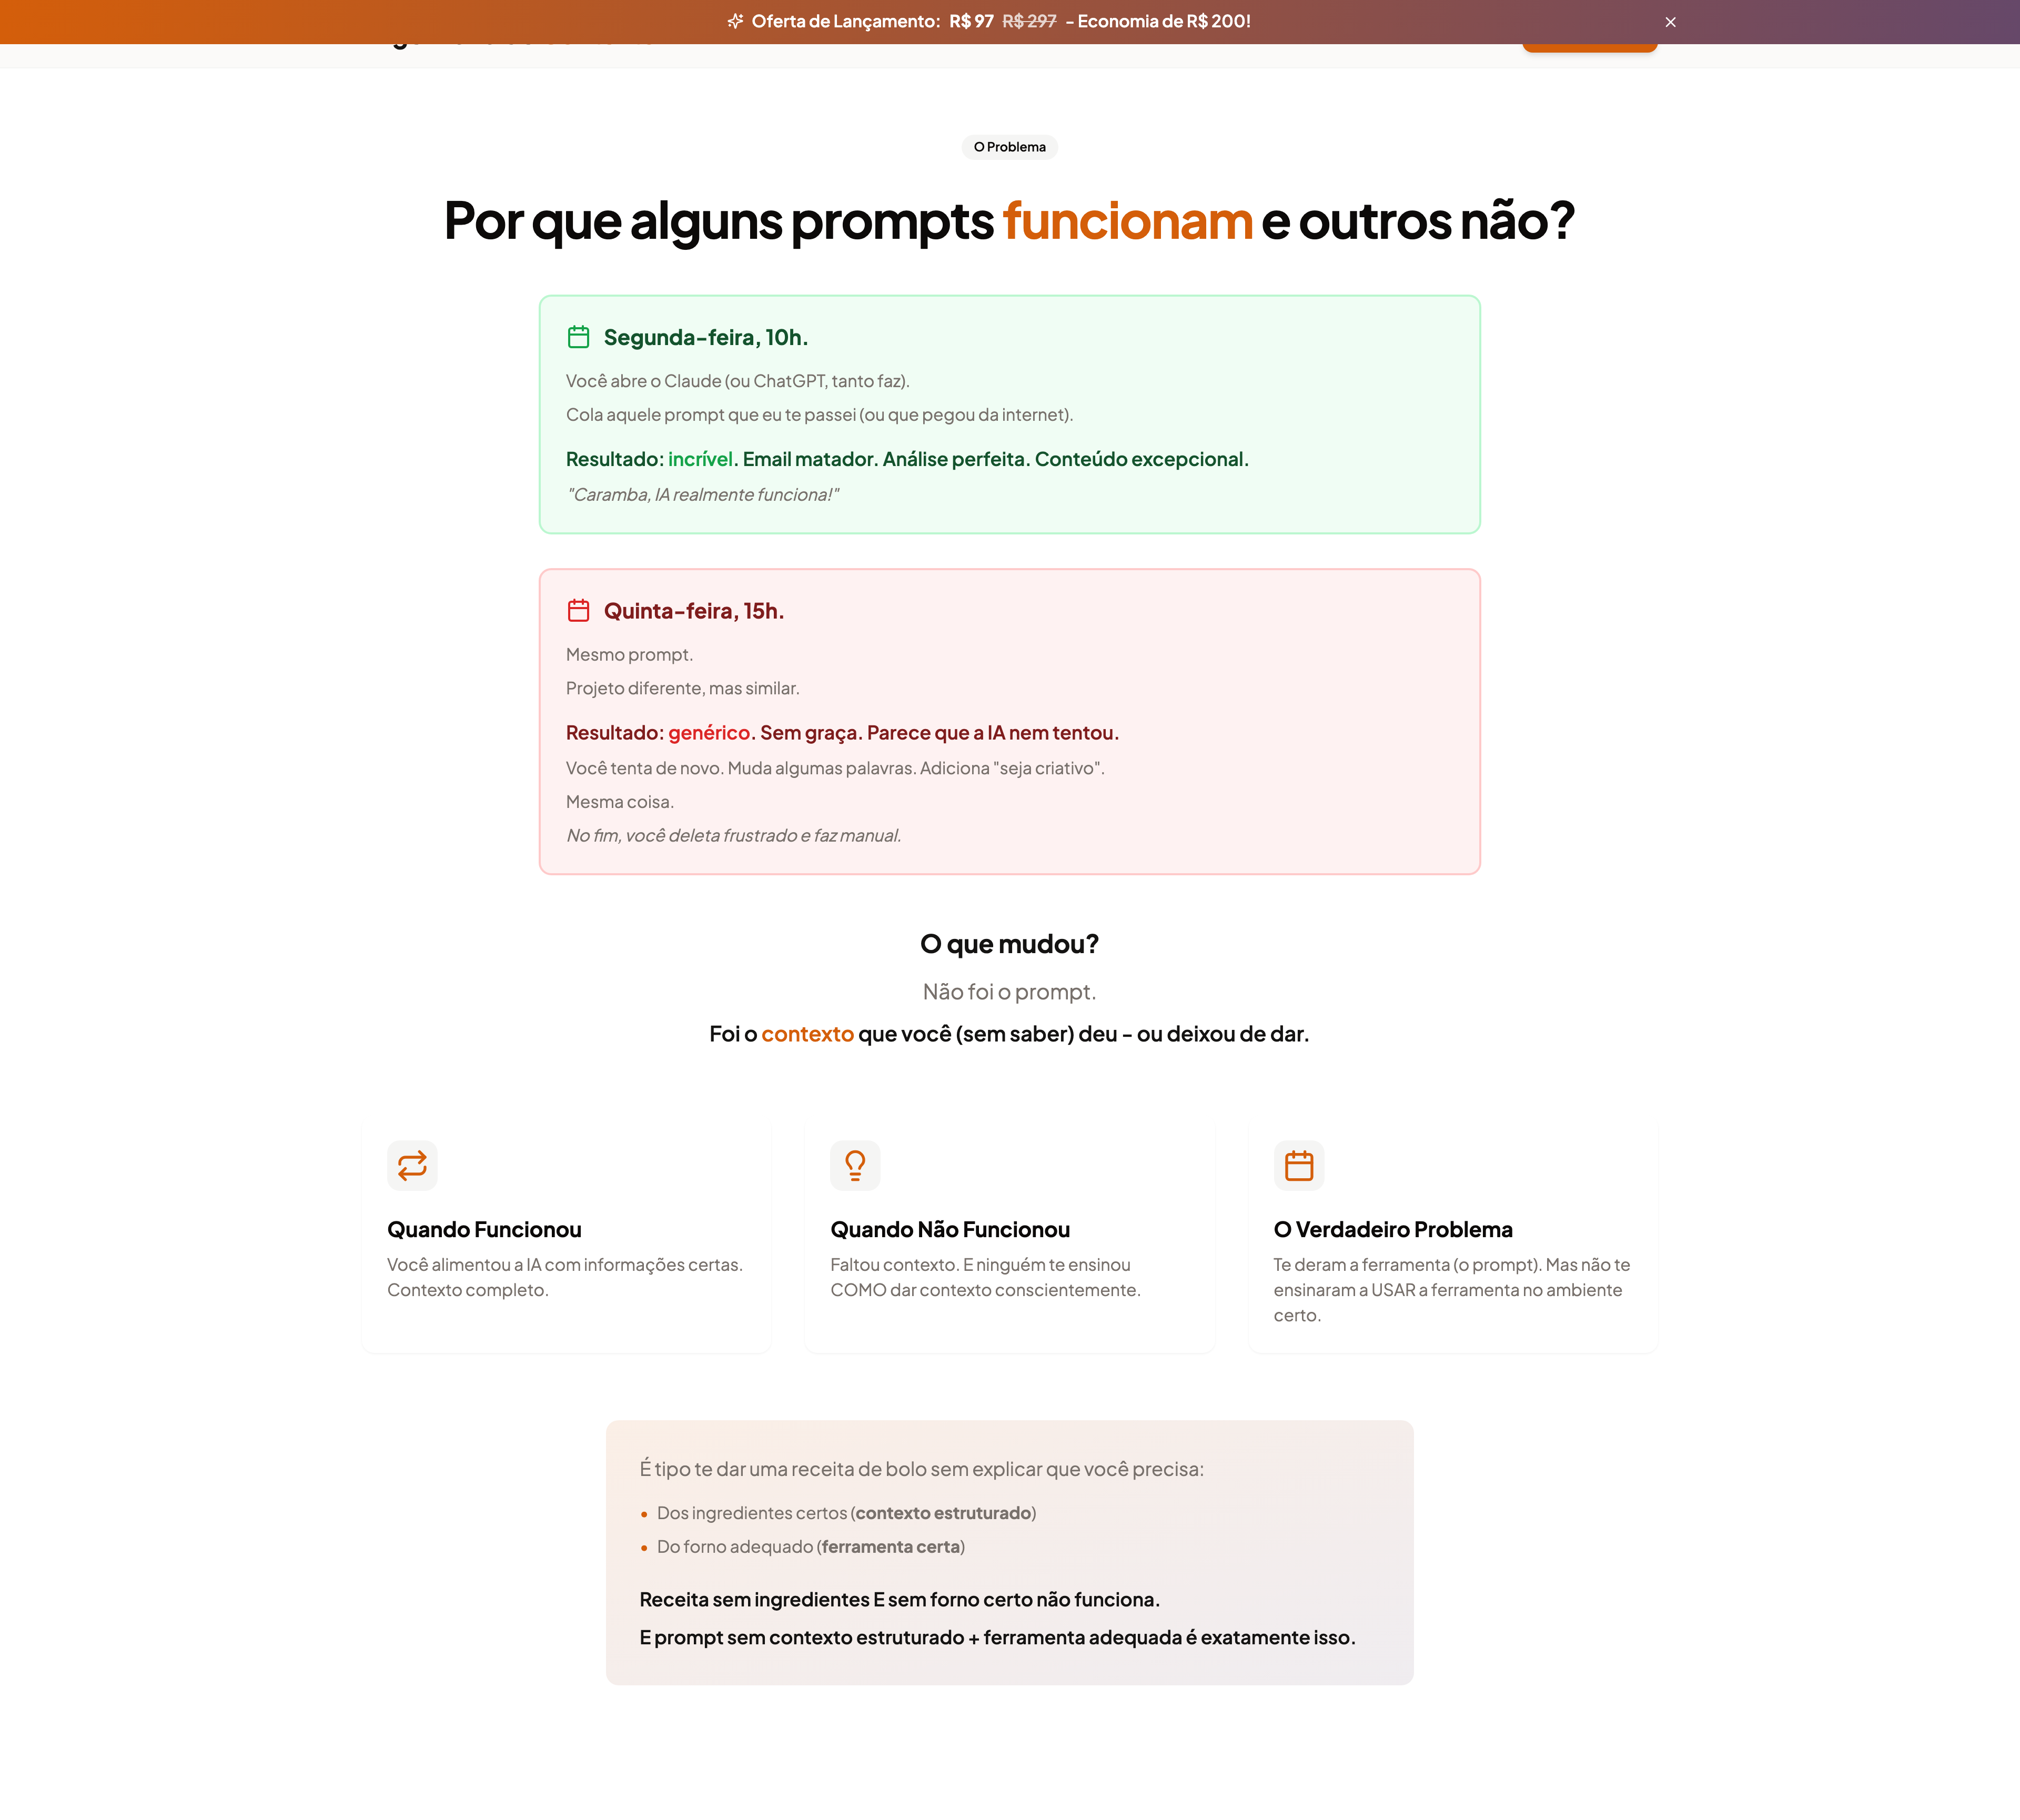 Oferta de Lançamento: R$ 97 R$ 297 - Economia de R$ 200!
O Problema
Por que alguns prompts funcionam e outros não?
Segunda-feira, 10h.
Você abre o Claude (ou ChatGPT, tanto faz).
Cola aquele prompt que eu te passei (ou que pegou da internet).
Resultado: incrível. Email matador. Análise perfeita. Conteúdo excepcional.
"Caramba, IA realmente funciona!"
Quinta-feira, 15h.
Mesmo prompt.
Projeto diferente, mas similar.
Resultado: genérico. Sem graça. Parece que a IA nem tentou.
Você tenta de novo. Muda algumas palavras. Adiciona "seja criativo".
Mesma coisa.
No fim, você deleta frustrado e faz manual.
O que mudou?
Não foi o prompt.
Foi o contexto que você (sem saber) deu - ou deixou de dar.
Quando Funcionou
Você alimentou a IA com informações certas.
Contexto completo.
Quando Não Funcionou
Faltou contexto. E ninguém te ensinou
COMO dar contexto conscientemente.
O Verdadeiro Problema
Te deram a ferramenta (o prompt). Mas não te
ensinaram a USAR a ferramenta no ambiente
certo.
É tipo te dar uma receita de bolo sem explicar que você precisa:
• Dos ingredientes certos (contexto estruturado)
• Do forno adequado (ferramenta certa)
Receita sem ingredientes E sem forno certo não funciona.
E prompt sem contexto estruturado + ferramenta adequada é exatamente isso.